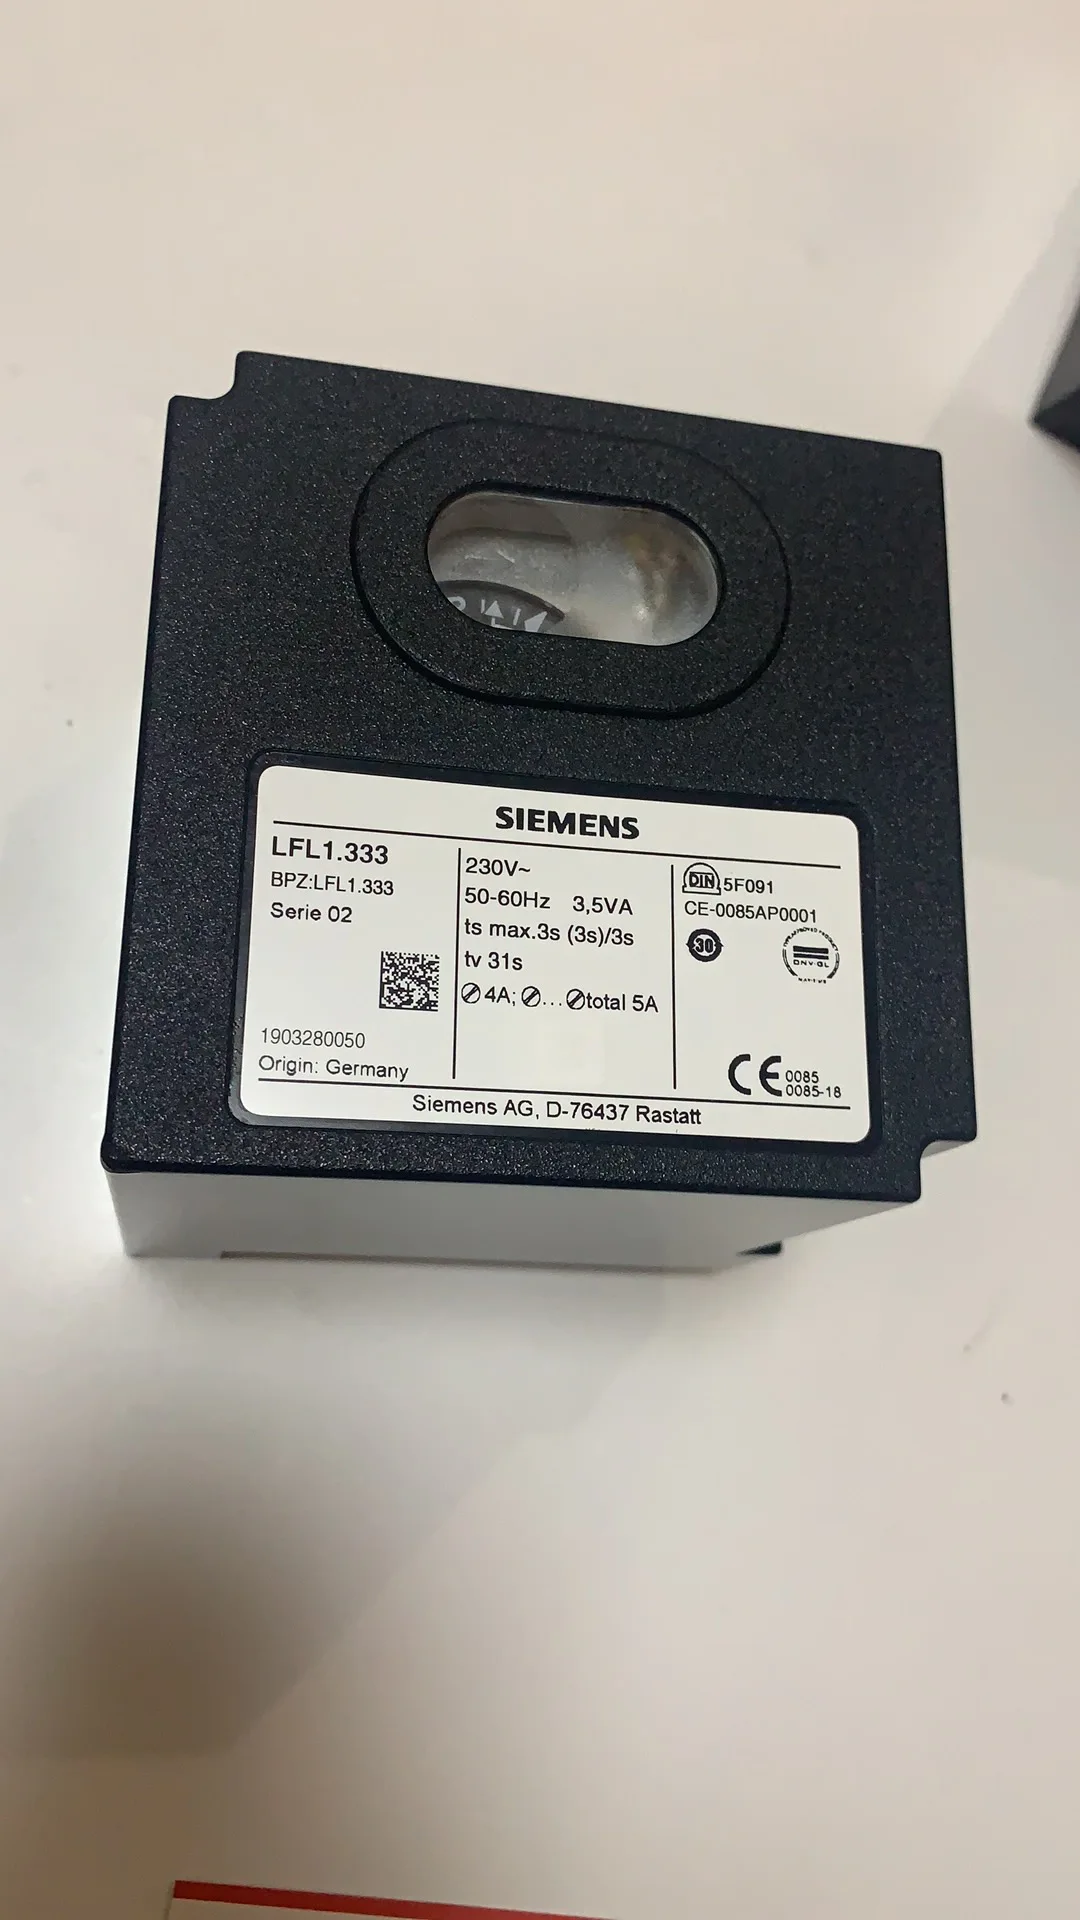 SIEMENS
LFL1.333
BPZ:LFL1.333
Serie 02
1903280050
Origin: Germany
230V~
50-60Hz 3,5VA
ts max.3s (3s)/3s
tv 31s
4A; ... total 5A
DIN 5F091
CE-0085AP0001
30
DNV·GL
CE 0085
0085-18
Siemens AG, D-76437 Rastatt